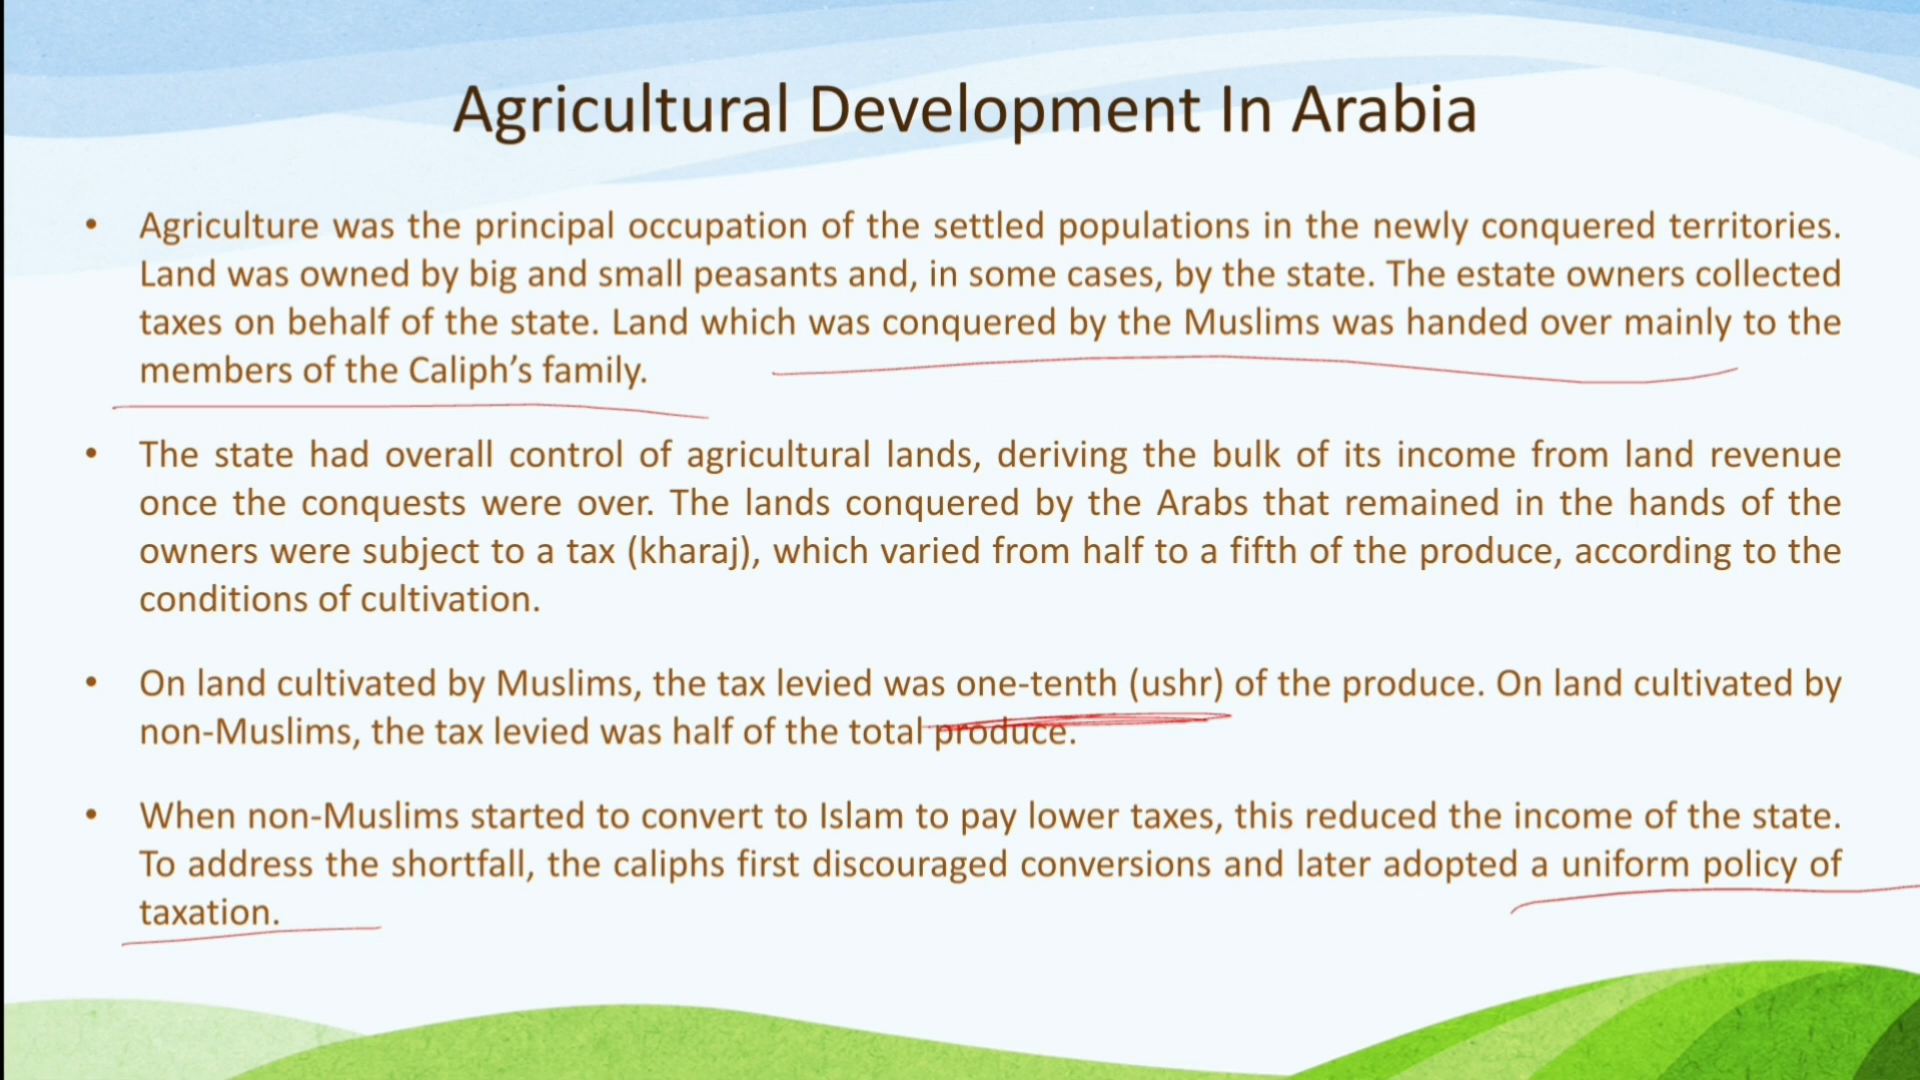 Agricultural Development In Arabia
• Agriculture was the principal occupation of the settled populations in the newly conquered territories.
Land was owned by big and small peasants and, in some cases, by the state. The estate owners collected
taxes on behalf of the state. Land which was conquered by the Muslims was handed over mainly to the
members of the Caliph’s family.
• The state had overall control of agricultural lands, deriving the bulk of its income from land revenue
once the conquests were over. The lands conquered by the Arabs that remained in the hands of the
owners were subject to a tax (kharaj), which varied from half to a fifth of the produce, according to the
conditions of cultivation.
• On land cultivated by Muslims, the tax levied was one-tenth (ushr) of the produce. On land cultivated by
non-Muslims, the tax levied was half of the total produce.
• When non-Muslims started to convert to Islam to pay lower taxes, this reduced the income of the state.
To address the shortfall, the caliphs first discouraged conversions and later adopted a uniform policy of
taxation.